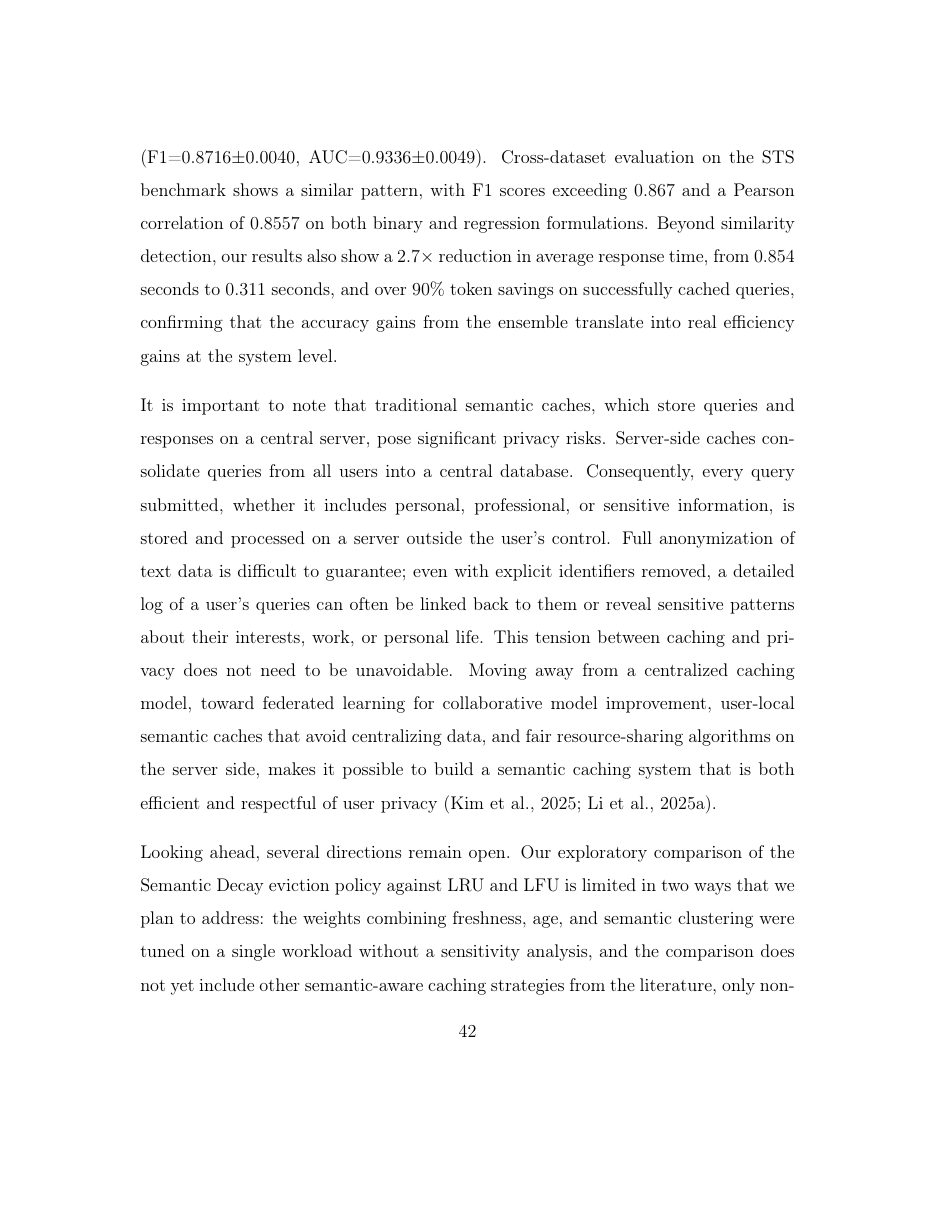 (F1=0.8716±0.0040, AUC=0.9336±0.0049). Cross-dataset evaluation on the STS
benchmark shows a similar pattern, with F1 scores exceeding 0.867 and a Pearson
correlation of 0.8557 on both binary and regression formulations. Beyond similarity
detection, our results also show a 2.7× reduction in average response time, from 0.854
seconds to 0.311 seconds, and over 90% token savings on successfully cached queries,
confirming that the accuracy gains from the ensemble translate into real efficiency
gains at the system level.
It is important to note that traditional semantic caches, which store queries and
responses on a central server, pose significant privacy risks. Server-side caches con-
solidate queries from all users into a central database. Consequently, every query
submitted, whether it includes personal, professional, or sensitive information, is
stored and processed on a server outside the user's control. Full anonymization of
text data is difficult to guarantee; even with explicit identifiers removed, a detailed
log of a user's queries can often be linked back to them or reveal sensitive patterns
about their interests, work, or personal life. This tension between caching and pri-
vacy does not need to be unavoidable. Moving away from a centralized caching
model, toward federated learning for collaborative model improvement, user-local
semantic caches that avoid centralizing data, and fair resource-sharing algorithms on
the server side, makes it possible to build a semantic caching system that is both
efficient and respectful of user privacy (Kim et al., 2025; Li et al., 2025a).
Looking ahead, several directions remain open. Our exploratory comparison of the
Semantic Decay eviction policy against LRU and LFU is limited in two ways that we
plan to address: the weights combining freshness, age, and semantic clustering were
tuned on a single workload without a sensitivity analysis, and the comparison does
not yet include other semantic-aware caching strategies from the literature, only non-
42